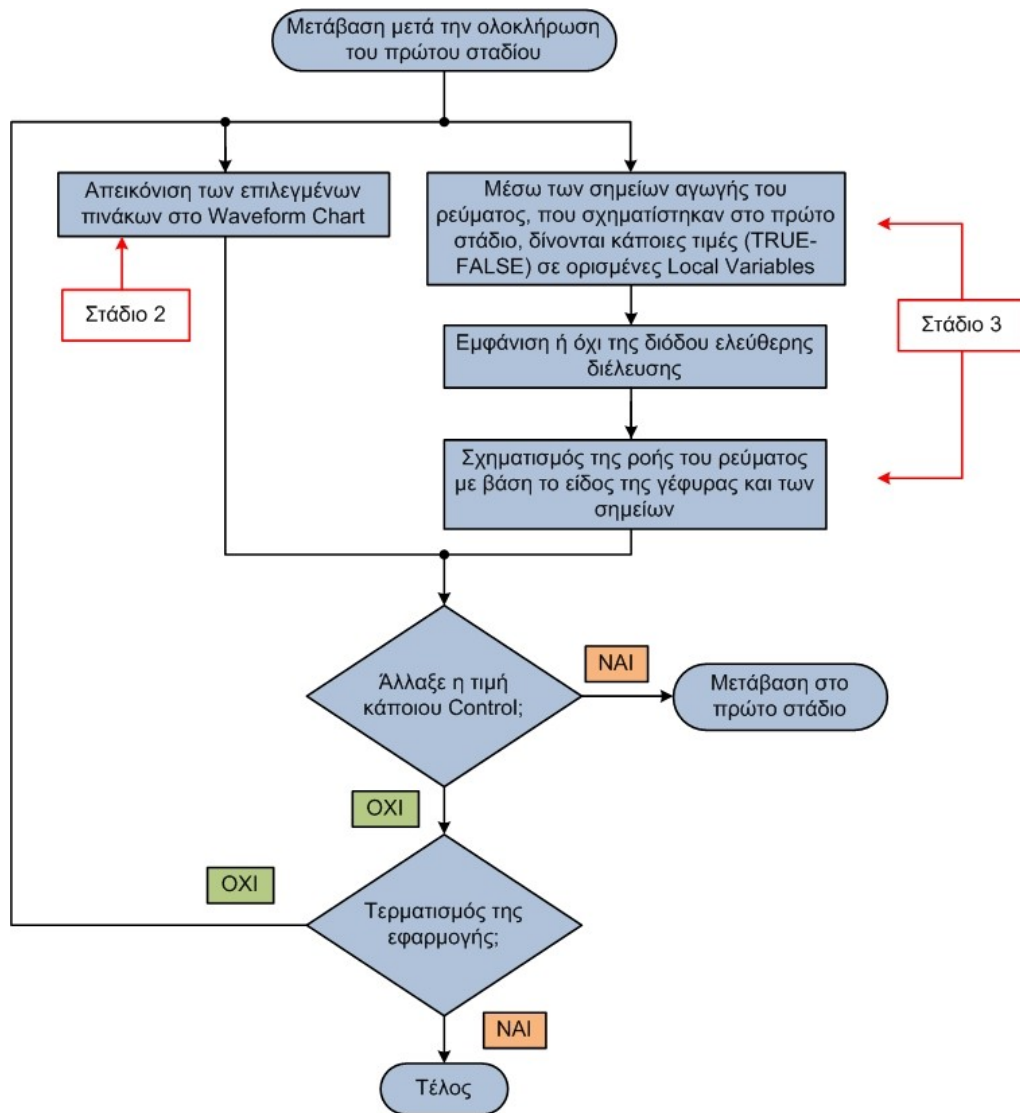 Μετάβαση μετά την ολοκλήρωση
του πρώτου σταδίου
Απεικόνιση των επιλεγμένων
πινάκων στο Waveform Chart
Μέσω των σημείων αγωγής του
ρεύματος, που σχηματίστηκαν στο πρώτο
στάδιο, δίνονται κάποιες τιμές (TRUE-
FALSE) σε ορισμένες Local Variables
Στάδιο 2
Στάδιο 3
Εμφάνιση ή όχι της διόδου ελεύθερης
διέλευσης
Σχηματισμός της ροής του ρεύματος
με βάση το είδος της γέφυρας και των
σημείων
Άλλαξε η τιμή
κάποιου Control;
ΝΑΙ
Μετάβαση στο
πρώτο στάδιο
ΟΧΙ
ΟΧΙ
Τερματισμός της
εφαρμογής;
ΝΑΙ
Τέλος